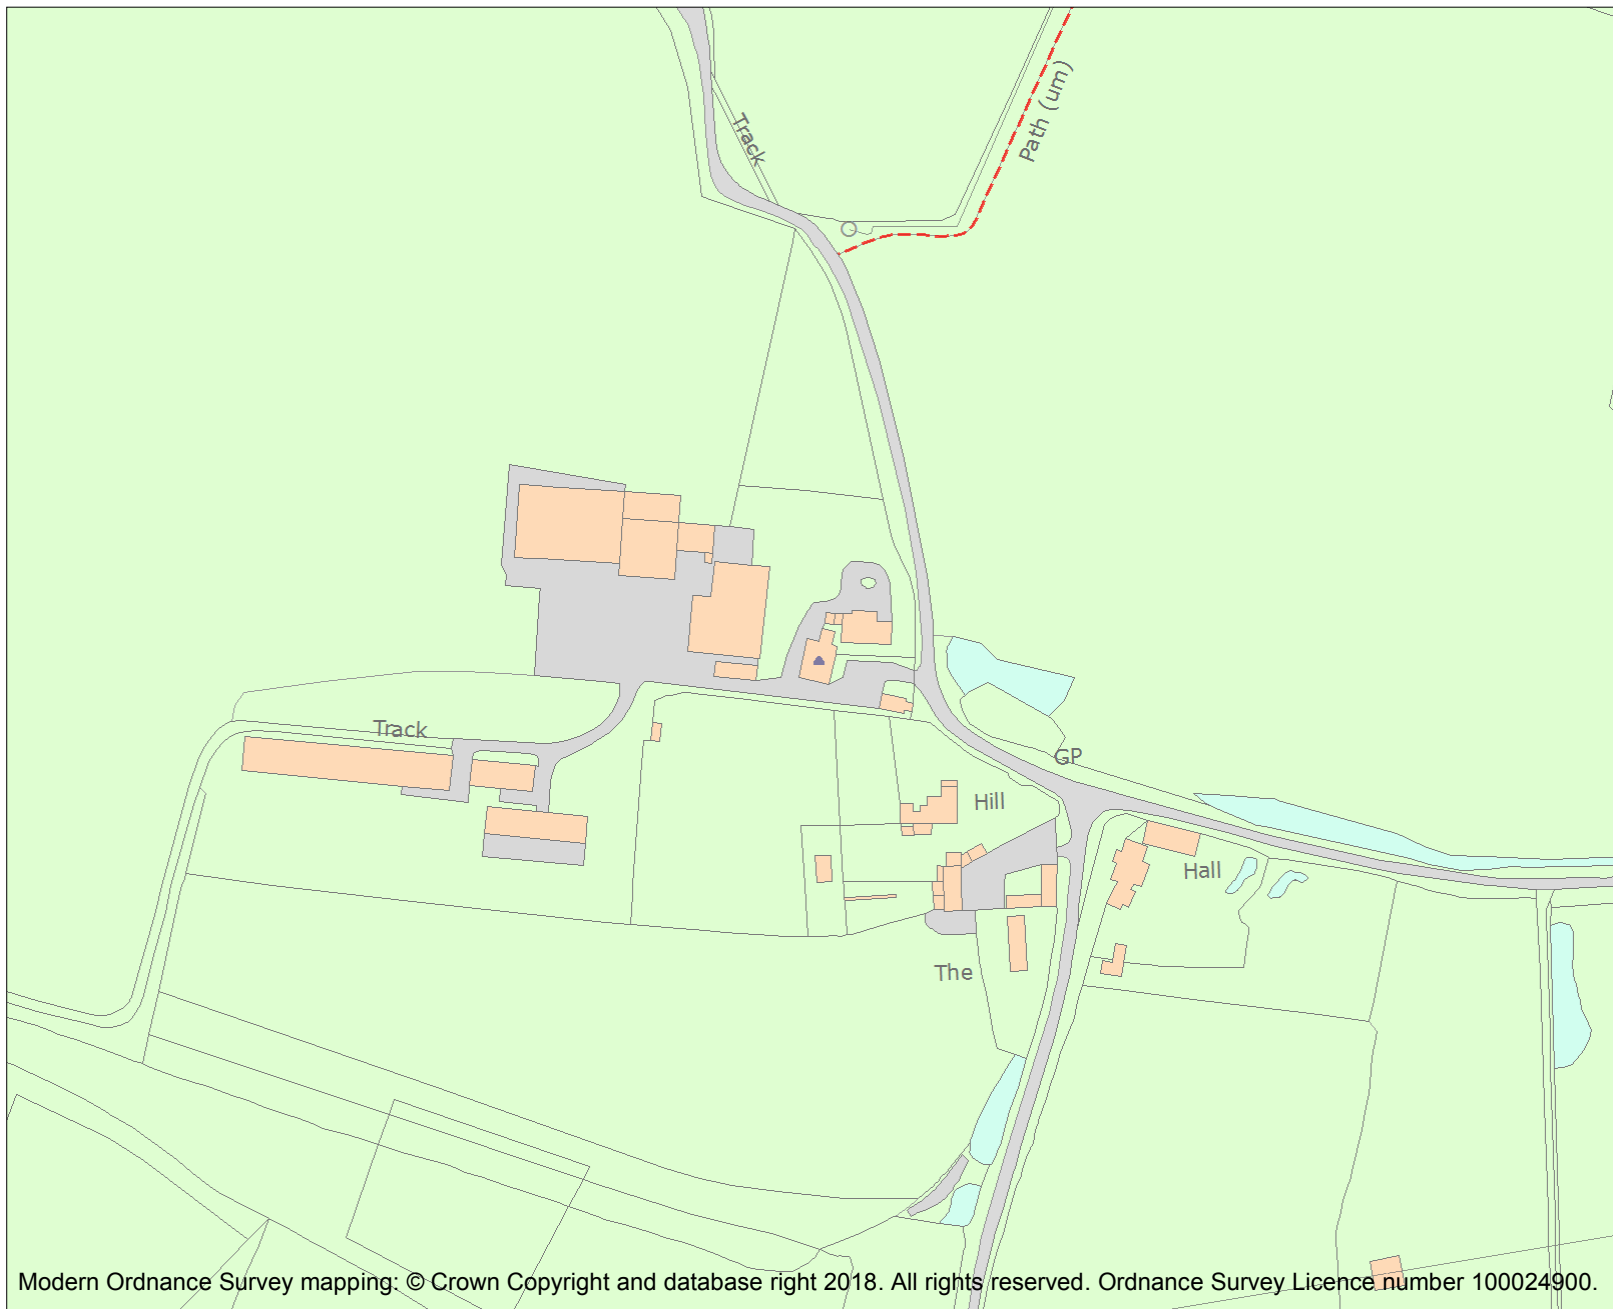 Track
Path (um)
Track
GP
Hill
Hall
The
Modern Ordnance Survey mapping: © Crown Copyright and database right 2018. All rights reserved. Ordnance Survey Licence number 100024900.